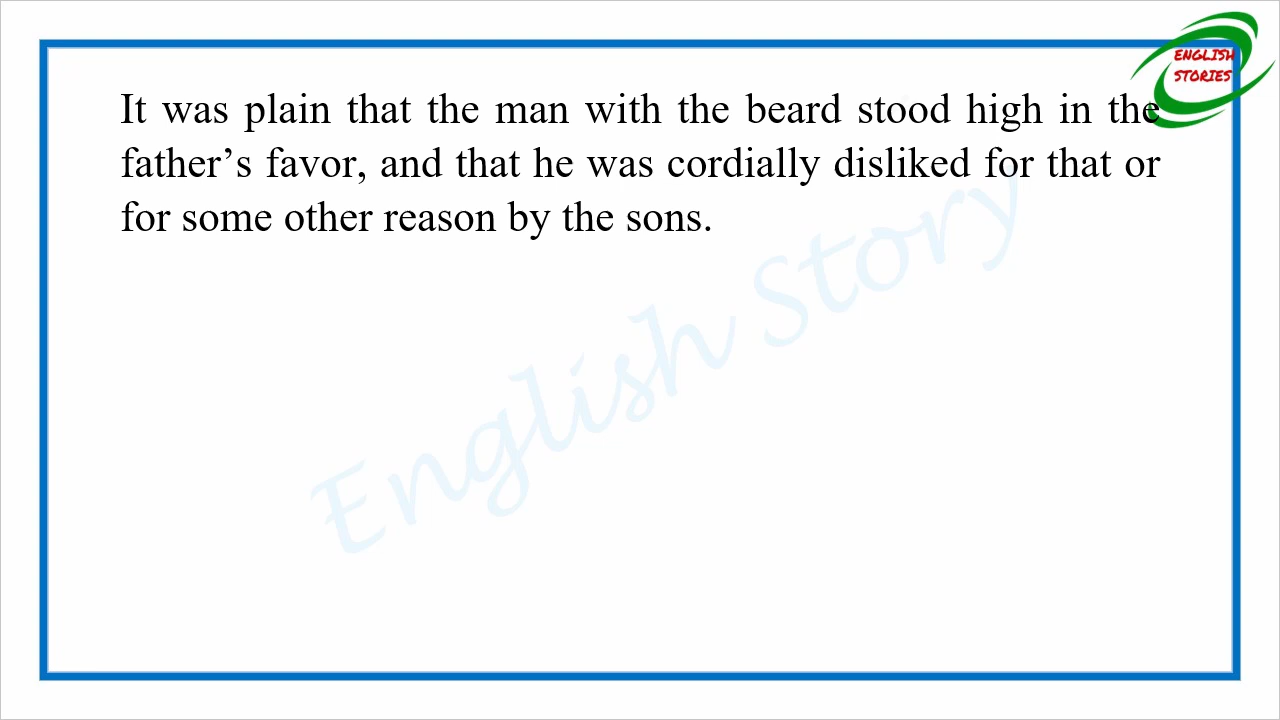 ENGLISH
STORIES
It was plain that the man with the beard stood high in the
father’s favor, and that he was cordially disliked for that or
for some other reason by the sons.
English Story